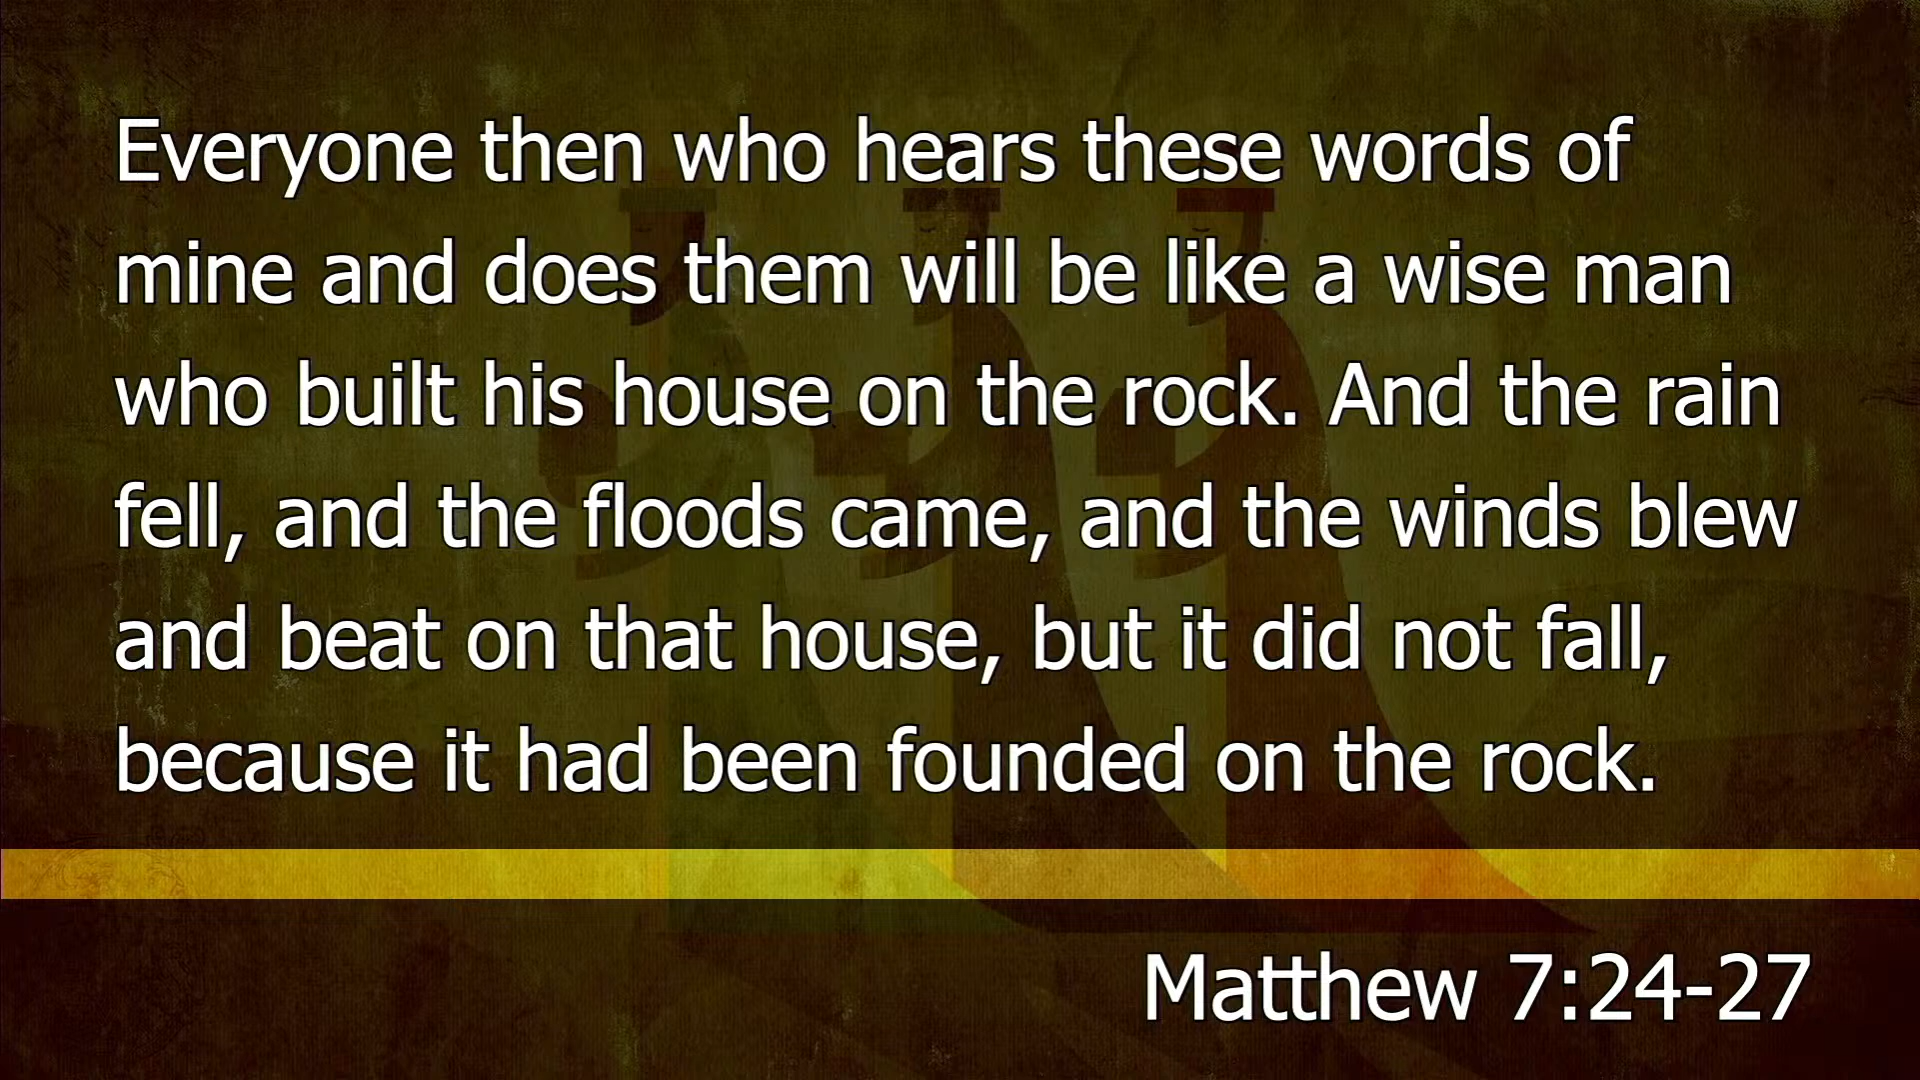 Everyone then who hears these words of
mine and does them will be like a wise man
who built his house on the rock. And the rain
fell, and the floods came, and the winds blew
and beat on that house, but it did not fall,
because it had been founded on the rock.
Matthew 7:24-27